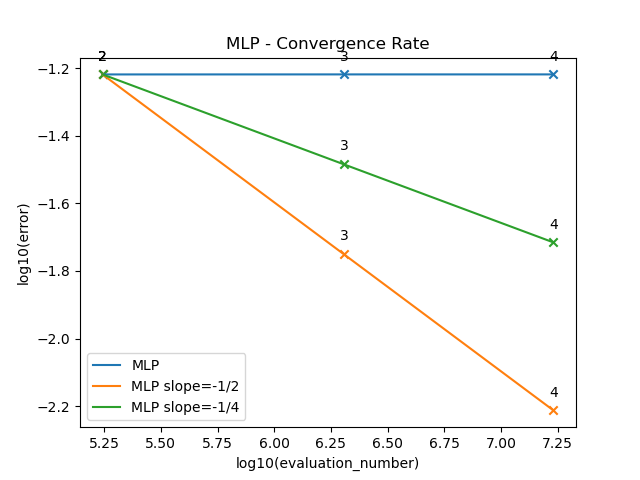 MLP - Convergence Rate
2 3 4
3
4
3
4
log10(error)
−1.2
−1.4
−1.6
−1.8
−2.0
−2.2
MLP
MLP slope=-1/2
MLP slope=-1/4
5.25 5.50 5.75 6.00 6.25 6.50 6.75 7.00 7.25
log10(evaluation_number)